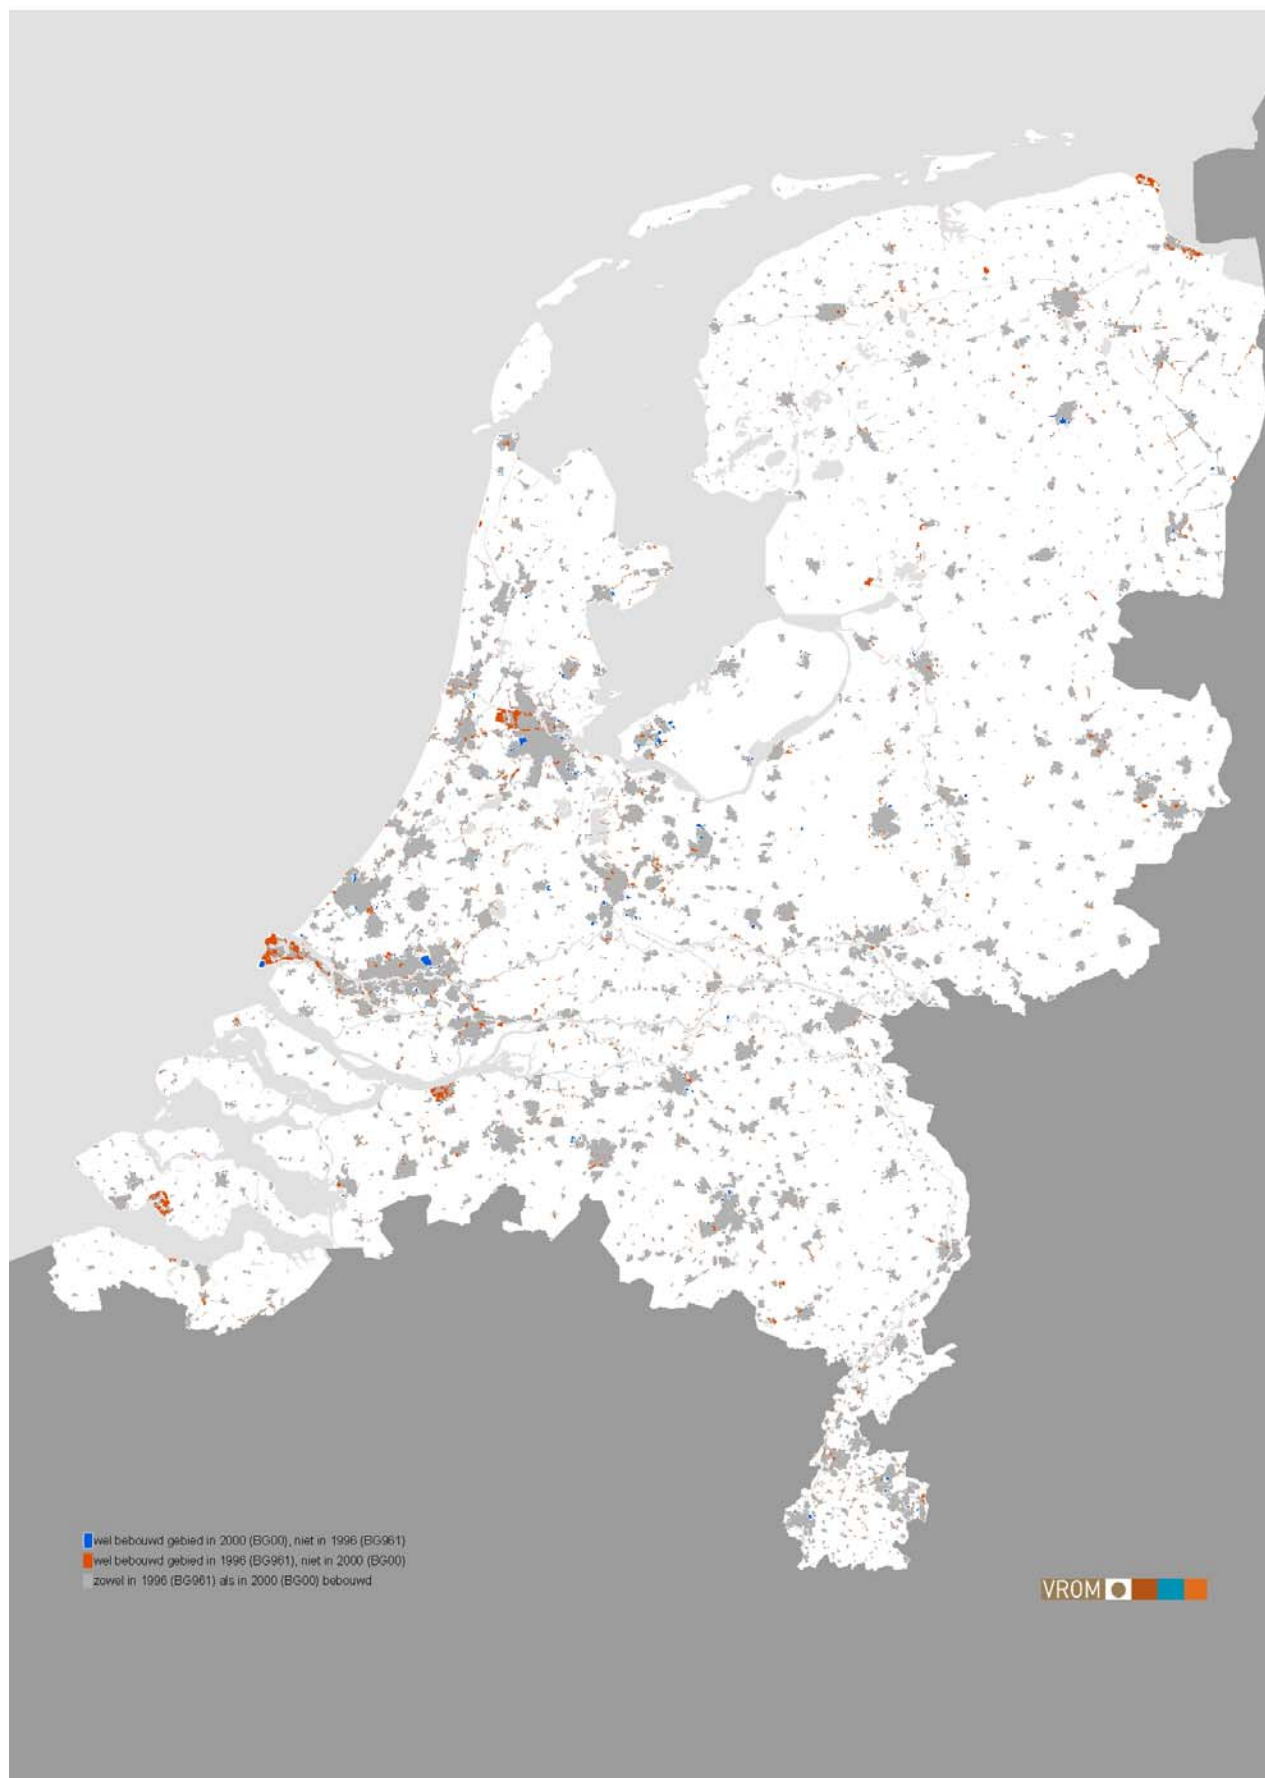 wel bebouwd gebied in 2000 (BG00), niet in 1996 (BG961)
wel bebouwd gebied in 1996 (BG961), niet in 2000 (BG00)
zowel in 1996 (BG961) als in 2000 (BG00) bebouwd
VROM